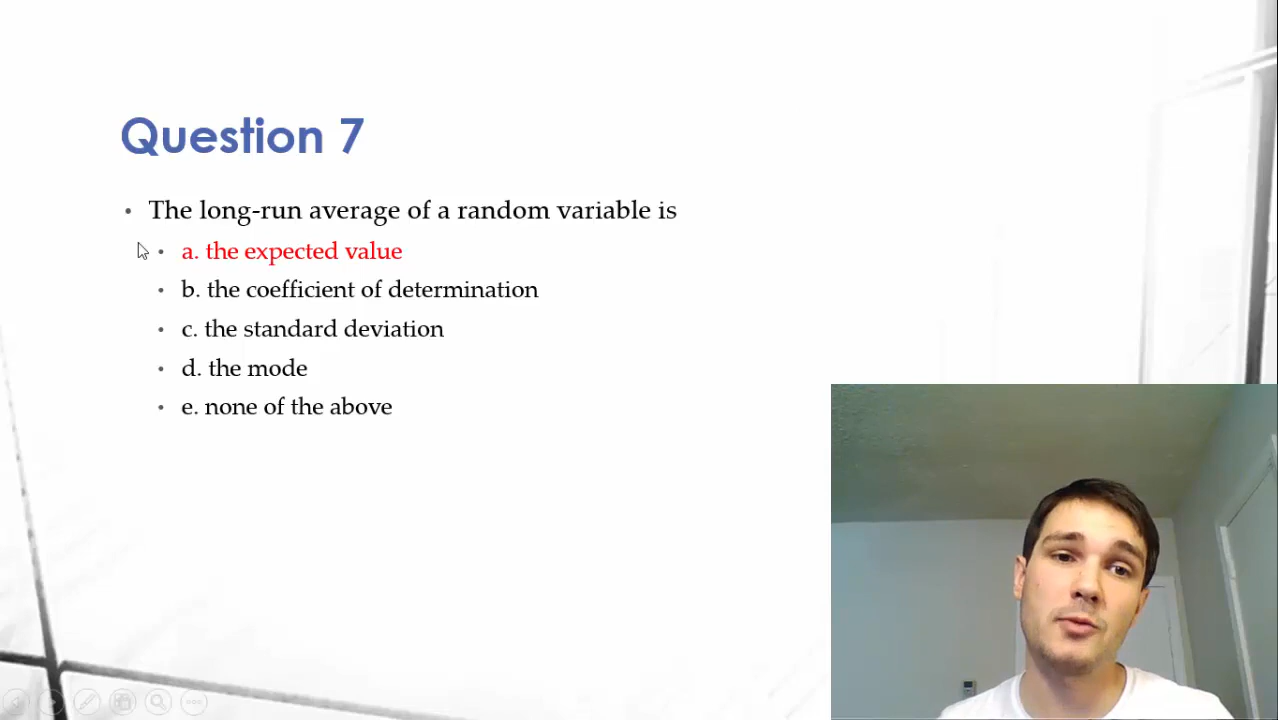 Question 7
• The long-run average of a random variable is
• a. the expected value
• b. the coefficient of determination
• c. the standard deviation
• d. the mode
• e. none of the above